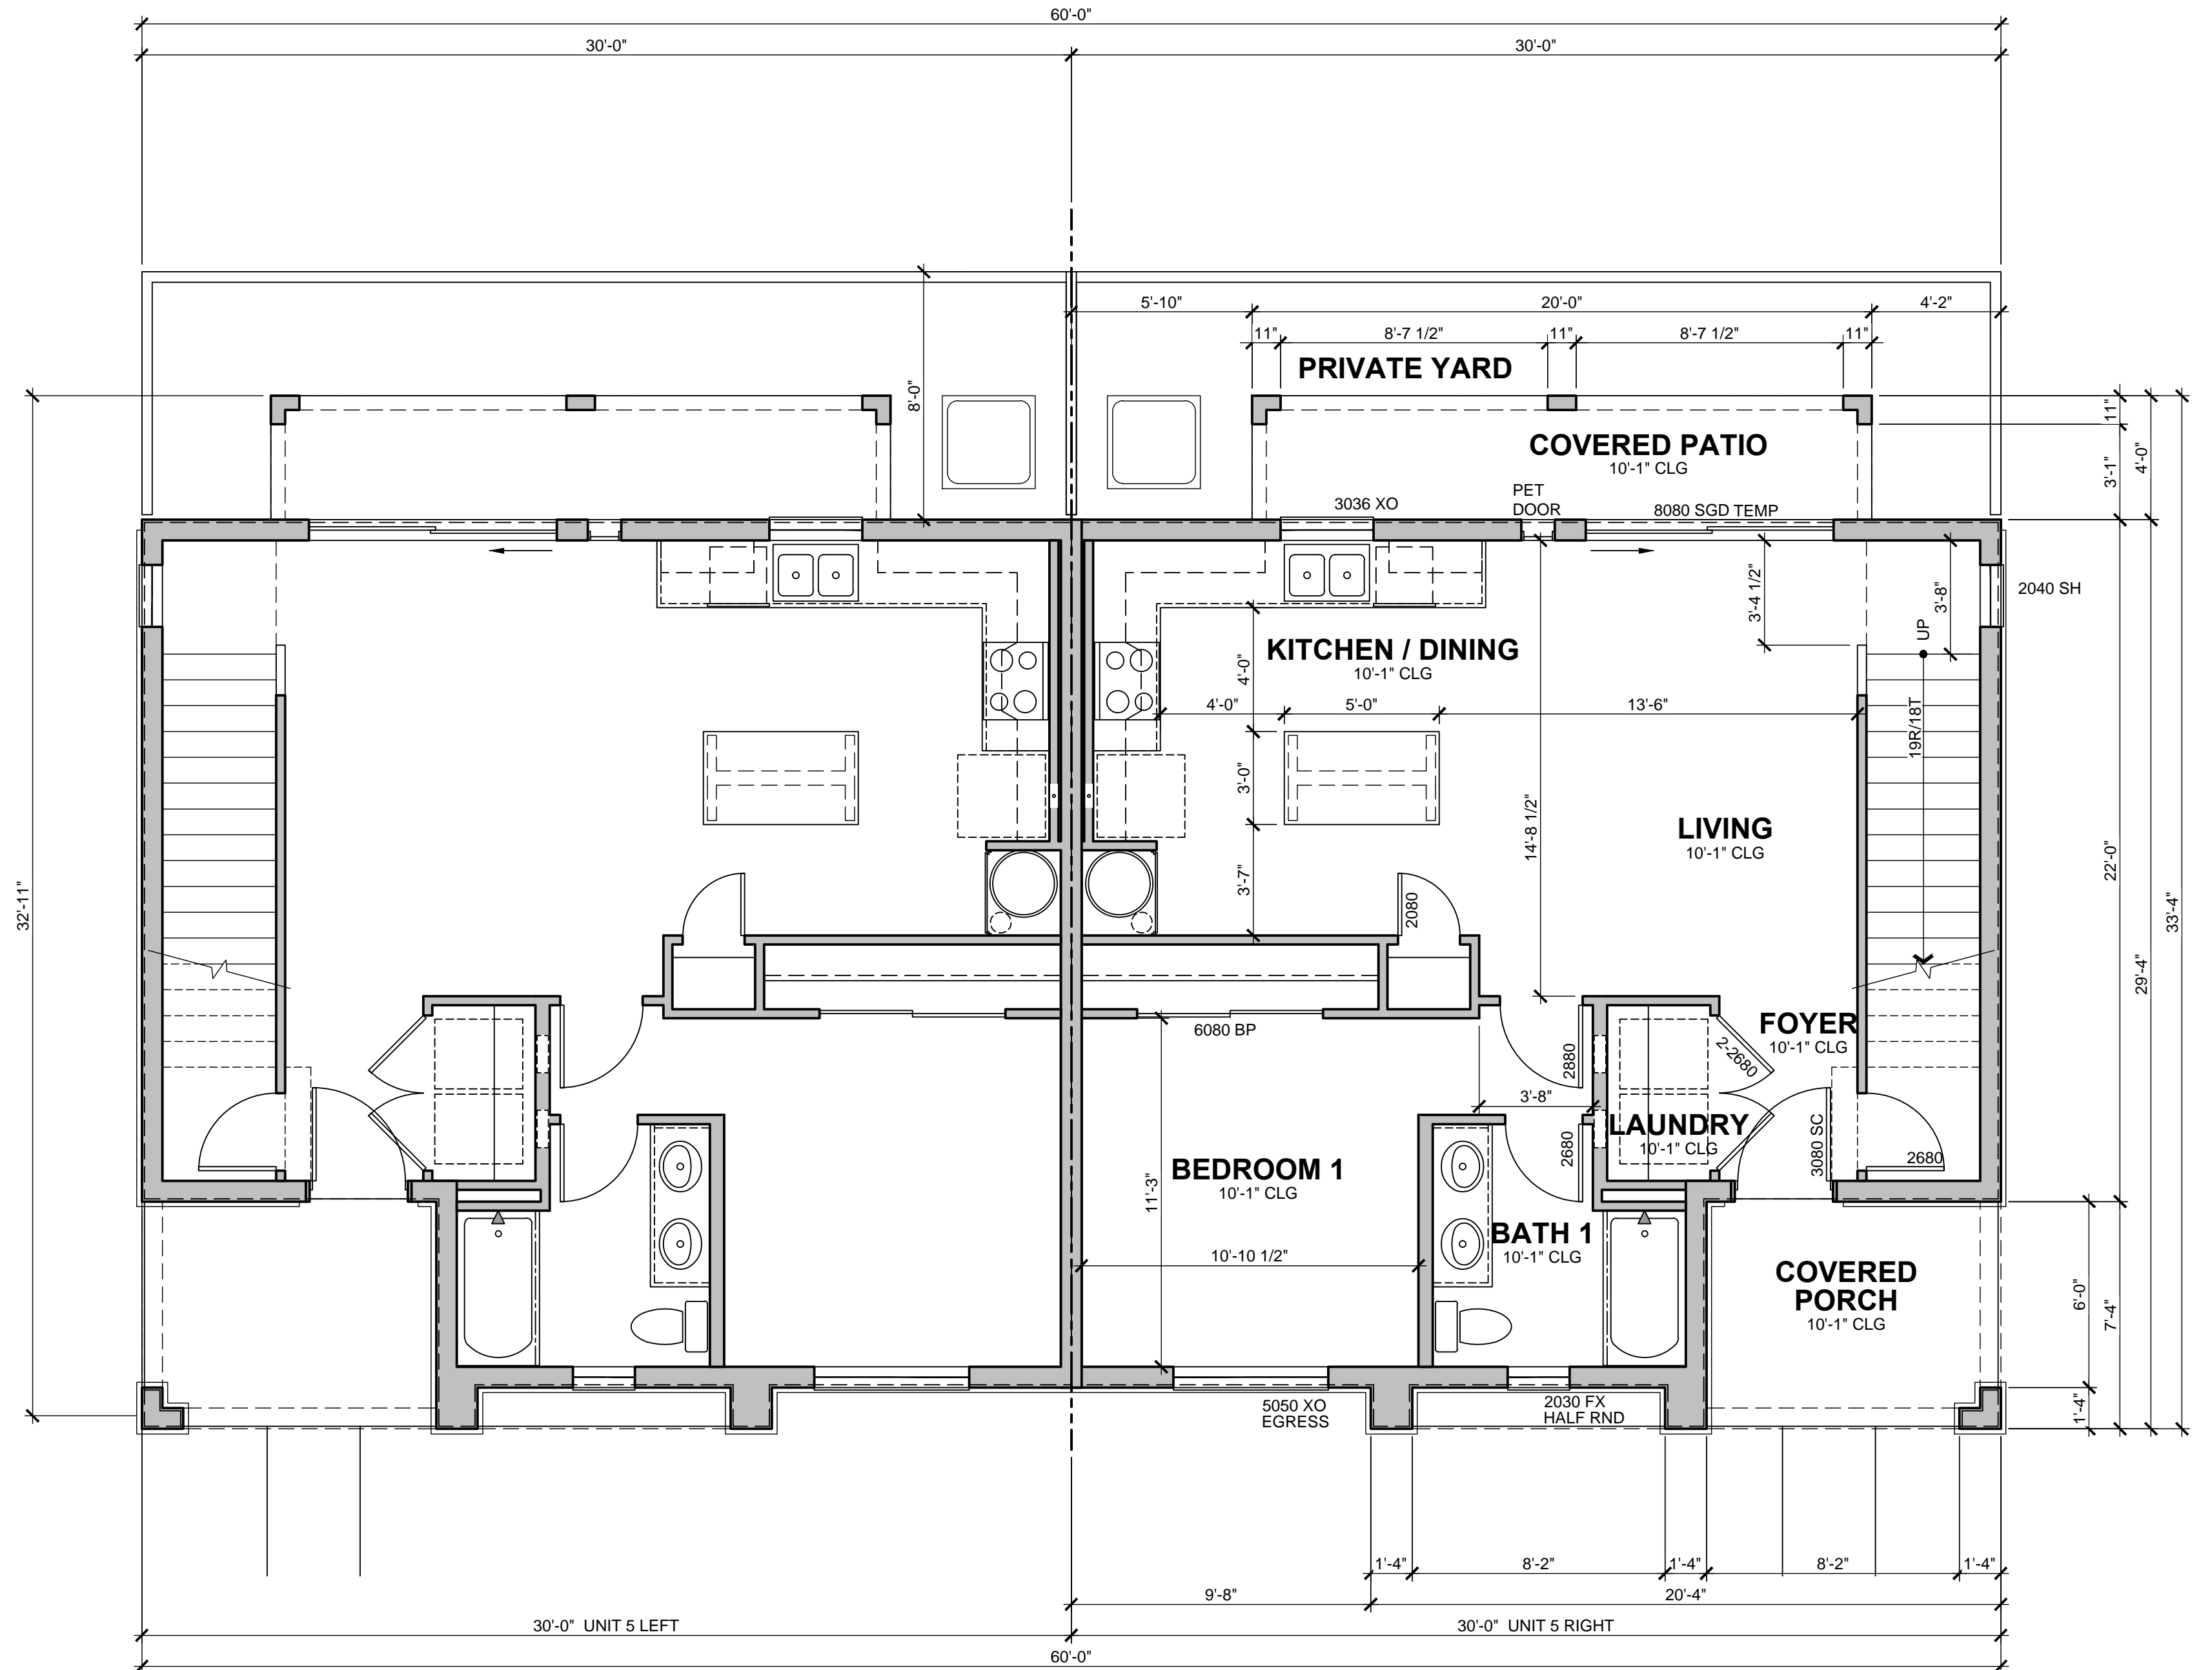 60'-0"
30'-0"
30'-0"
5'-10"
20'-0"
4'-2"
11"
8'-7 1/2"
11"
8'-7 1/2"
11"
PRIVATE YARD
8'-0"
11"
4'-0"
3'-1"
COVERED PATIO
10'-1" CLG
3036 XO
PET
DOOR
8080 SGD TEMP
3'-4 1/2"
3'-8"
2040 SH
UP
KITCHEN / DINING
10'-1" CLG
4'-0"
4'-0"
5'-0"
13'-6"
19R/18T
3'-0"
14'-8 1/2"
LIVING
10'-1" CLG
3'-7"
2080
32'-11"
22'-0"
33'-4"
29'-4"
6080 BP
FOYER
10'-1" CLG
2880
2-2680
3'-8"
LAUNDRY
10'-1" CLG
2680
3080 SC
2680
BEDROOM 1
10'-1" CLG
11'-3"
10'-10 1/2"
BATH 1
10'-1" CLG
COVERED
PORCH
10'-1" CLG
6'-0"
7'-4"
1'-4"
5050 XO
EGRESS
2030 FX
HALF RND
1'-4"
8'-2"
1'-4"
8'-2"
1'-4"
9'-8"
20'-4"
30'-0" UNIT 5 LEFT
30'-0" UNIT 5 RIGHT
60'-0"